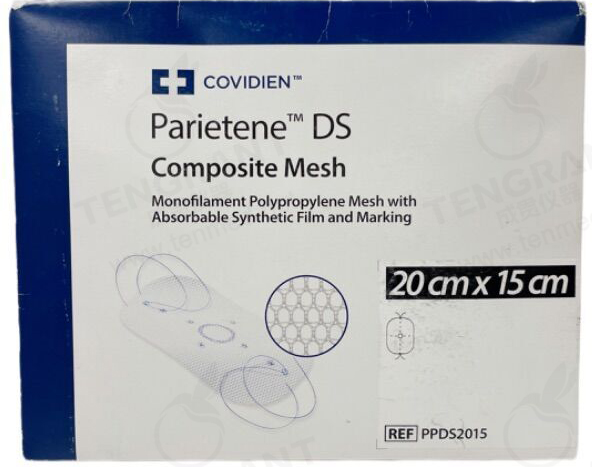 COVIDIEN™
Parietene™ DS
Composite Mesh
Monofilament Polypropylene Mesh with
Absorbable Synthetic Film and Marking
20 cm x 15 cm
REF PPDS2015
TENGRANT